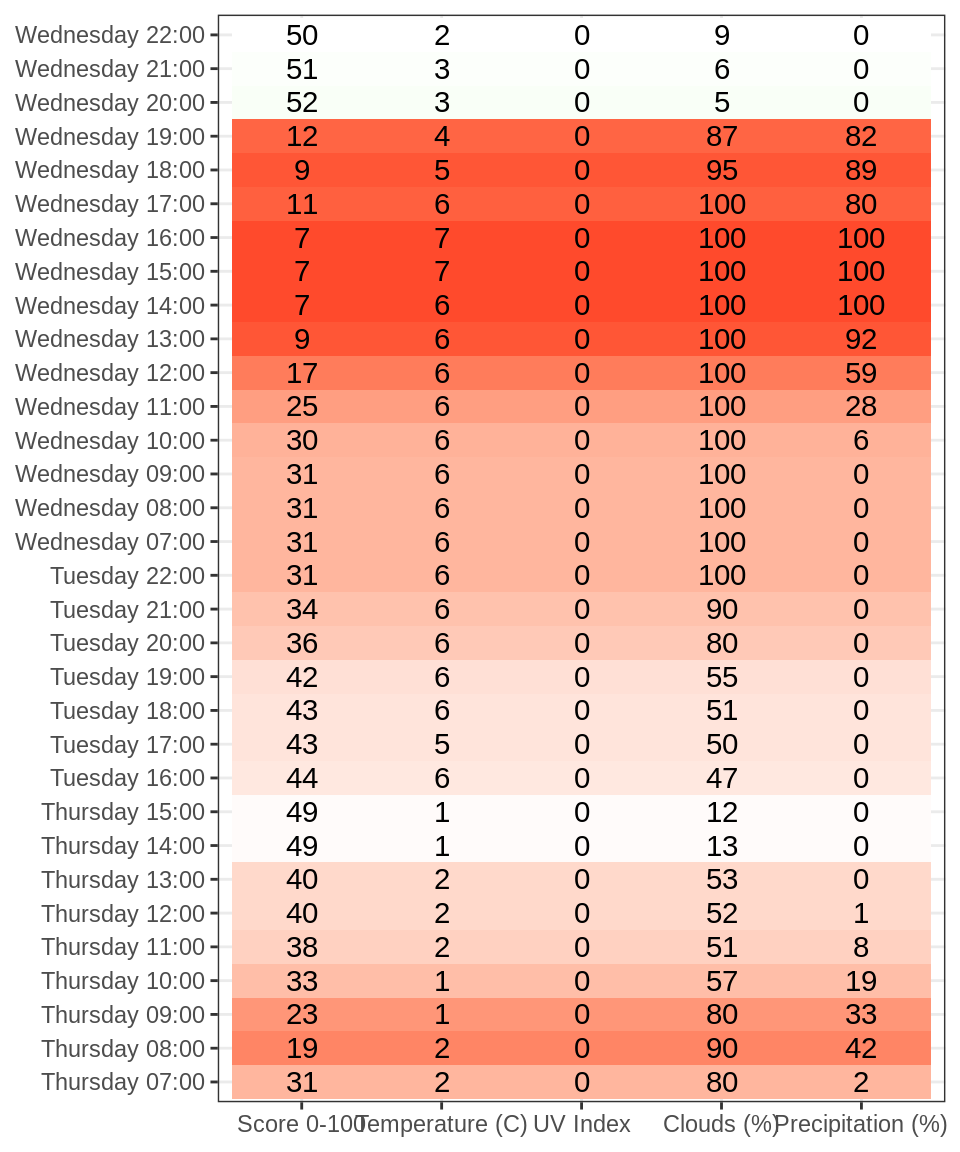 Wednesday 22:00 50 2 0 9 0
Wednesday 21:00 51 3 0 6 0
Wednesday 20:00 52 3 0 5 0
Wednesday 19:00 12 4 0 87 82
Wednesday 18:00 9 5 0 95 89
Wednesday 17:00 11 6 0 100 80
Wednesday 16:00 7 7 0 100 100
Wednesday 15:00 7 7 0 100 100
Wednesday 14:00 7 6 0 100 100
Wednesday 13:00 9 6 0 100 92
Wednesday 12:00 17 6 0 100 59
Wednesday 11:00 25 6 0 100 28
Wednesday 10:00 30 6 0 100 6
Wednesday 09:00 31 6 0 100 0
Wednesday 08:00 31 6 0 100 0
Wednesday 07:00 31 6 0 100 0
Tuesday 22:00 31 6 0 100 0
Tuesday 21:00 34 6 0 90 0
Tuesday 20:00 36 6 0 80 0
Tuesday 19:00 42 6 0 55 0
Tuesday 18:00 43 6 0 51 0
Tuesday 17:00 43 5 0 50 0
Tuesday 16:00 44 6 0 47 0
Thursday 15:00 49 1 0 12 0
Thursday 14:00 49 1 0 13 0
Thursday 13:00 40 2 0 53 0
Thursday 12:00 40 2 0 52 1
Thursday 11:00 38 2 0 51 8
Thursday 10:00 33 1 0 57 19
Thursday 09:00 23 1 0 80 33
Thursday 08:00 19 2 0 90 42
Thursday 07:00 31 2 0 80 2
Score 0-100 Temperature (C) UV Index Clouds (%) Precipitation (%)